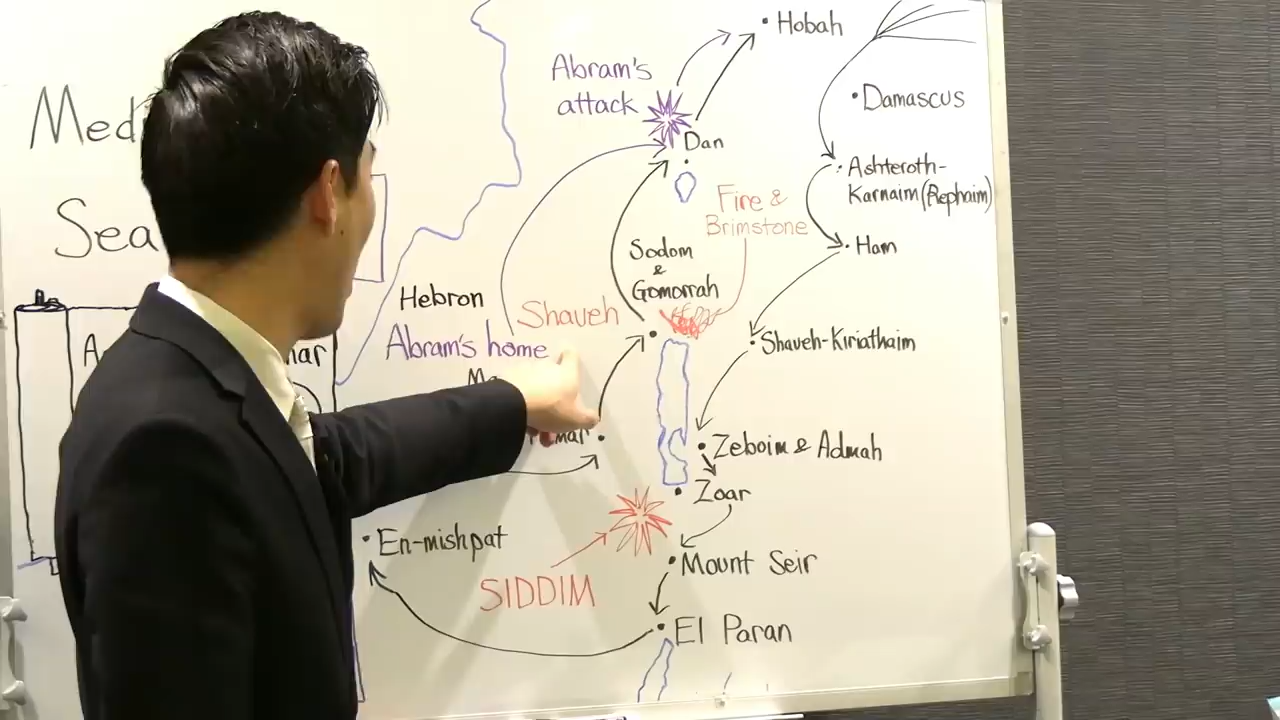 Hobah
Abram's
attack
Damascus
Dan
Ashteroth-
Karnaim (Rephaim)
Fire &
Brimstone
Sea
Sodom
&
Gomorrah
Ham
Hebron
Shaveh
Abram's home
Shaveh-Kiriathaim
Zeboim & Admah
Zoar
En-mishpat
SIDDIM
Mount Seir
El Paran